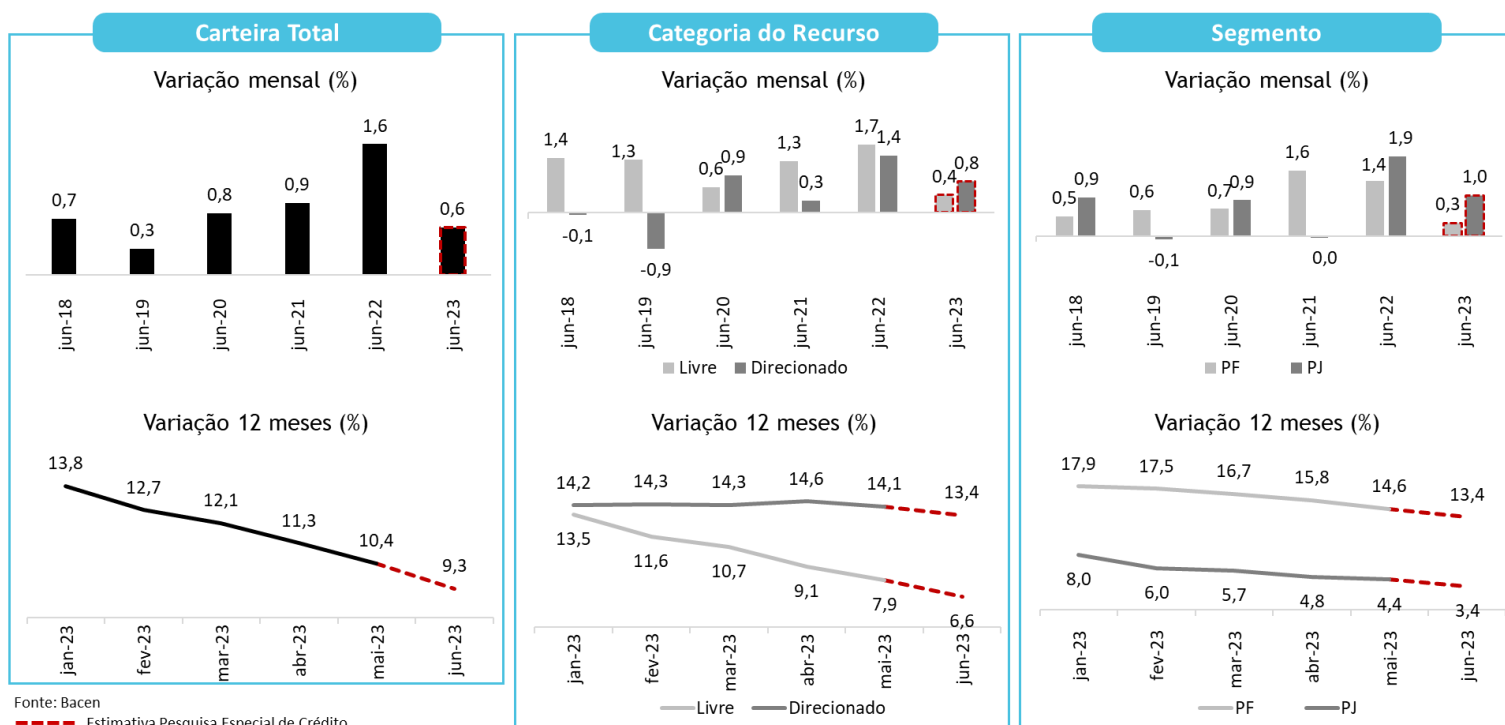 Carteira Total
Variação mensal (%)
0,7
0,3
0,8
0,9
1,6
0,6
jun-18
jun-19
jun-20
jun-21
jun-22
jun-23
Variação 12 meses (%)
13,8
12,7
12,1
11,3
10,4
9,3
jan-23
fev-23
mar-23
abr-23
mai-23
jun-23
Fonte: Bacen
Estimativa Pesquisa Especial de Crédito
Categoria do Recurso
Variação mensal (%)
1,4
-0,1
1,3
-0,9
0,6
0,9
1,3
0,3
1,7
1,4
0,4
0,8
jun-18
jun-19
jun-20
jun-21
jun-22
jun-23
Livre Direcionado
Variação 12 meses (%)
14,2
14,3
14,3
14,6
14,1
13,4
13,5
11,6
10,7
9,1
7,9
6,6
jan-23
fev-23
mar-23
abr-23
mai-23
jun-23
Livre Direcionado
Segmento
Variação mensal (%)
0,5
0,9
0,6
-0,1
0,7
0,9
1,6
0,0
1,4
1,9
0,3
1,0
jun-18
jun-19
jun-20
jun-21
jun-22
jun-23
PF PJ
Variação 12 meses (%)
17,9
17,5
16,7
15,8
14,6
13,4
8,0
6,0
5,7
4,8
4,4
3,4
jan-23
fev-23
mar-23
abr-23
mai-23
jun-23
PF PJ